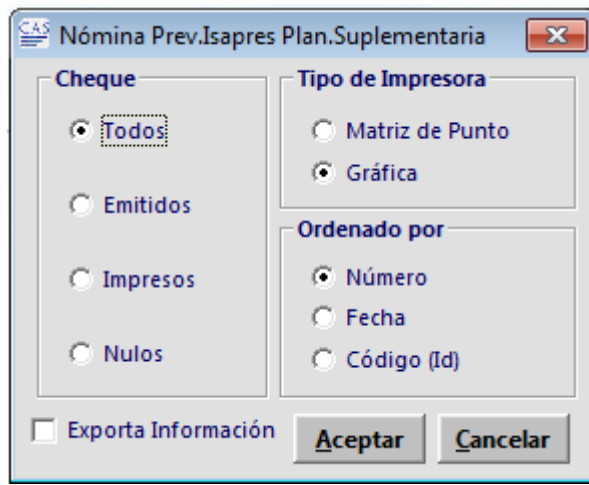 CAS
Nómina Prev.Isapres Plan.Suplementaria
Cheque
Todos
Emitidos
Impresos
Nulos
Tipo de Impresora
Matriz de Punto
Gráfica
Ordenado por
Número
Fecha
Código (Id)
Exporta Información
Aceptar
Cancelar